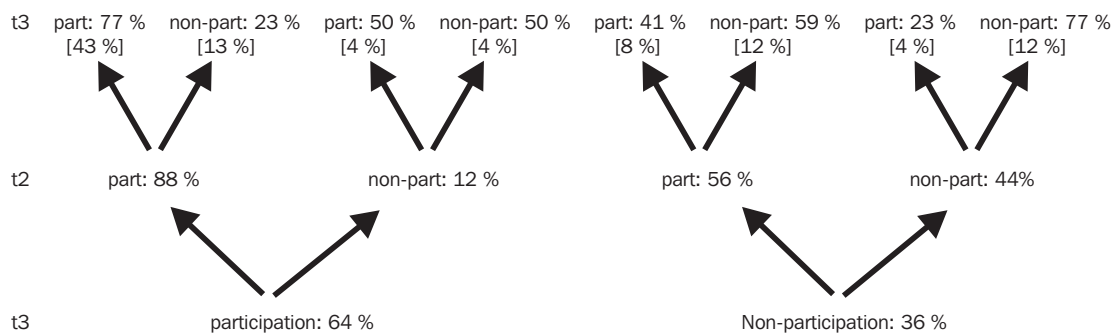 t3 part: 77 % non-part: 23 % part: 50 % non-part: 50 % part: 41 % non-part: 59 % part: 23 % non-part: 77 %
[43 %] [13 %] [4 %] [4 %] [8 %] [12 %] [4 %] [12 %]
t2 part: 88 % non-part: 12 % part: 56 % non-part: 44%
t3 participation: 64 % Non-participation: 36 %